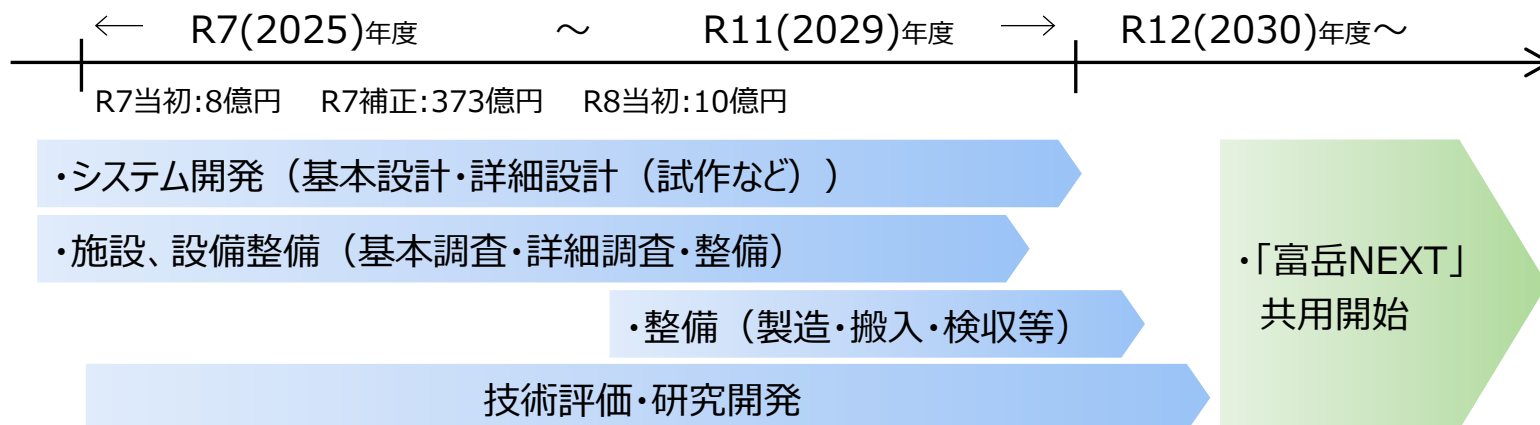 ← R7(2025)年度 ～ R11(2029)年度 → R12(2030)年度～
R7当初:8億円 R7補正:373億円 R8当初:10億円
・システム開発（基本設計・詳細設計（試作など））
・施設、設備整備（基本調査・詳細調査・整備）
・整備（製造・搬入・検収等）
技術評価・研究開発
・「富岳NEXT」
共用開始